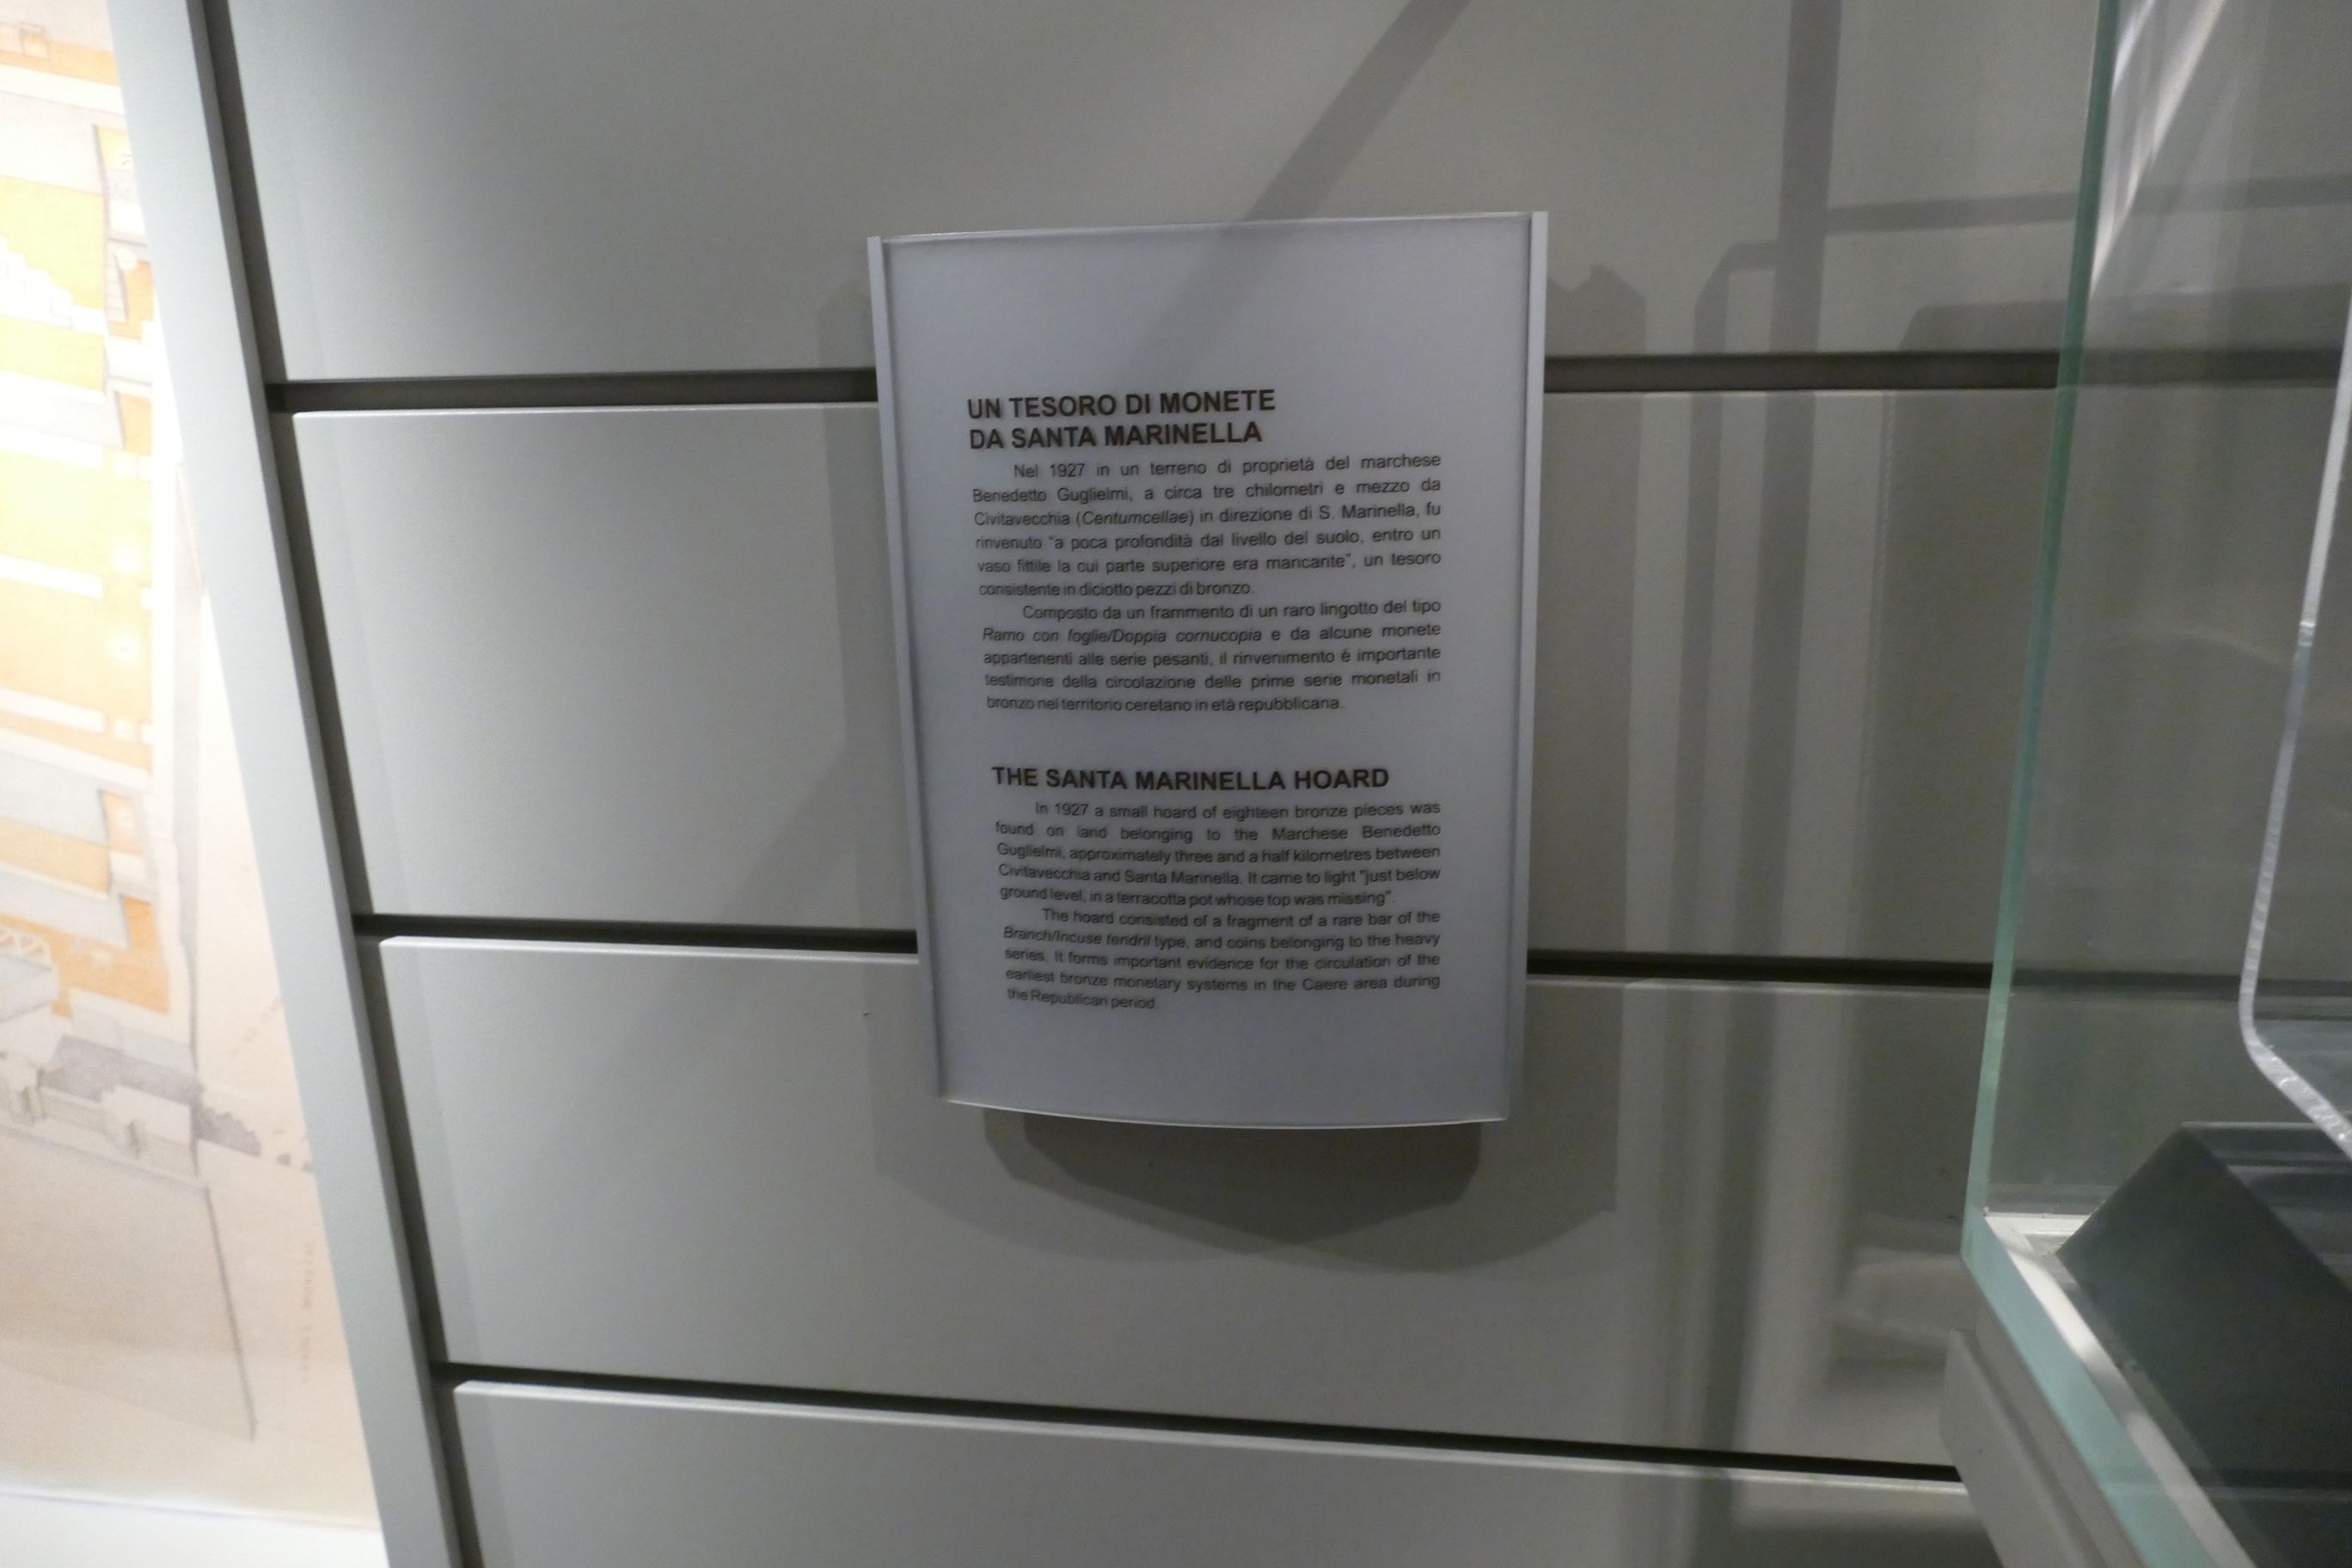 UN TESORO DI MONETE
DA SANTA MARINELLA
Nel 1927 in un terreno di proprietà del marchese
Benedetto Guglielmi, a circa tre chilometri e mezzo da
Civitavecchia (Centumcellae) in direzione di S. Marinella, fu
rinvenuto "a poca profondità dal livello del suolo, entro un
vaso fittile la cui parte superiore era mancante", un tesoro
consistente in diciotto pezzi di bronzo.
Composto da un frammento di un raro lingotto del tipo
Ramo con foglie/Doppia cornucopia e da alcune monete
appartenenti alle serie pesanti, il rinvenimento è importante
testimone della circolazione delle prime serie monetali in
bronzo nel territorio ceretano in età repubblicana.
THE SANTA MARINELLA HOARD
In 1927 a small hoard of eighteen bronze pieces was
found on land belonging to the Marchese Benedetto
Guglielmi, approximately three and a half kilometres between
Civitavecchia and Santa Marinella. It came to light "just below
ground level, in a terracotta pot whose top was missing".
The hoard consisted of a fragment of a rare bar of the
Branch/Incuse tendril type, and coins belonging to the heavy
series. It forms important evidence for the circulation of the
earliest bronze monetary systems in the Caere area during
the Republican period.